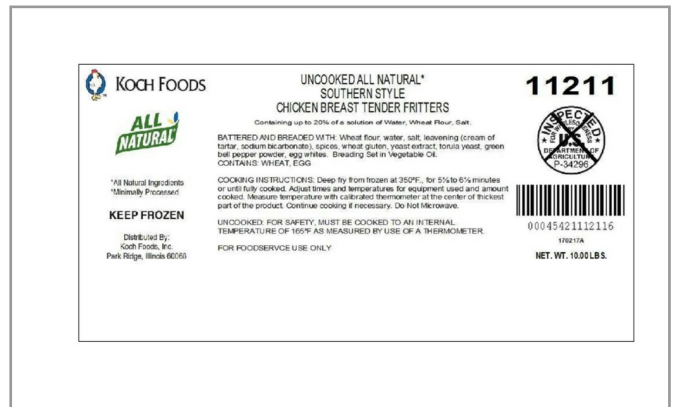 KOCH FOODS
ALL
NATURAL
*All Natural Ingredients
*Minimally Processed
KEEP FROZEN
Distributed By:
Koch Foods, Inc.
Park Ridge, Illinois 60068
UNCOOKED ALL NATURAL*
SOUTHERN STYLE
CHICKEN BREAST TENDER FRITTERS
Containing up to 20% of a solution of Water, Wheat Flour, Salt.
BATTERED AND BREADED WITH: Wheat flour, water, salt, leavening (cream of
tartar, sodium bicarbonate), spices, wheat gluten, yeast extract, torula yeast, green
bell pepper powder, egg whites. Breading Set in Vegetable Oil.
CONTAINS: WHEAT, EGG
COOKING INSTRUCTIONS: Deep fry from frozen at 350°F., for 5½ to 6½ minutes
or until fully cooked. Adjust times and temperatures for equipment used and amount
cooked. Measure temperature with calibrated thermometer at the center of thickest
part of the product. Continue cooking if necessary. Do Not Microwave.
UNCOOKED: FOR SAFETY, MUST BE COOKED TO AN INTERNAL
TEMPERATURE OF 165°F AS MEASURED BY USE OF A THERMOMETER.
FOR FOODSERVCE USE ONLY
11211
INSPECTED
FOR WHOLESOMENESS
U.S.
DEPARTMENT OF
AGRICULTURE
P-34296
00045421112116
170217A
NET. WT. 10.00 LBS.